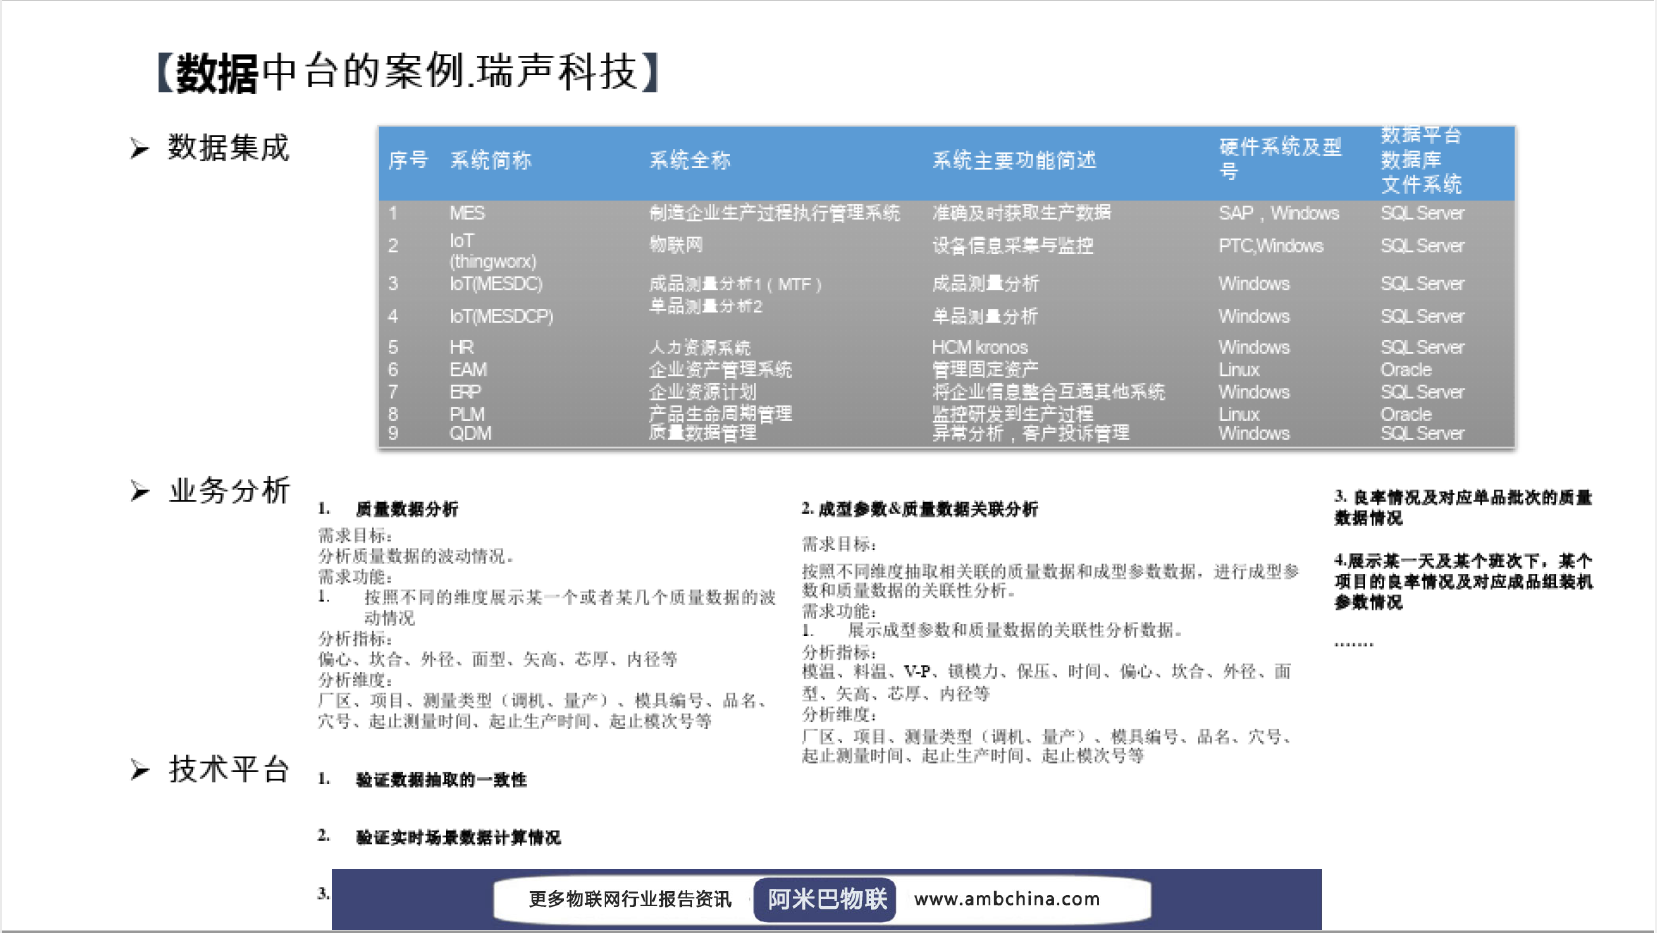 【数据中台的案例.瑞声科技】
➢ 数据集成
序号 系统简称 系统全称 系统主要功能简述 硬件系统及型号 数据平台 数据库 文件系统
1 MES 制造企业生产过程执行管理系统 准确及时获取生产数据 SAP，Windows SQL Server
2 IoT (thingworx) 物联网 设备信息采集与监控 PTC,Windows SQL Server
3 IoT(MESDC) 成品测量分析1（MTF） 成品测量分析 Windows SQL Server
4 IoT(MESDCP) 单品测量分析2 单品测量分析 Windows SQL Server
5 HR 人力资源系统 HCM kronos Windows SQL Server
6 EAM 企业资产管理系统 管理固定资产 Linux Oracle
7 ERP 企业资源计划 将企业信息整合互通其他系统 Windows SQL Server
8 PLM 产品生命周期管理 监控研发到生产过程 Linux Oracle
9 QDM 质量数据管理 异常分析，客户投诉管理 Windows SQL Server
➢ 业务分析
1. 质量数据分析
需求目标：
分析质量数据的波动情况。
需求功能：
1. 按照不同的维度展示某一个或者某几个质量数据的波
动情况
分析指标：
偏心、坎合、外径、面型、矢高、芯厚、内径等
分析维度：
厂区、项目、测量类型（调机、量产）、模具编号、品名、
穴号、起止测量时间、起止生产时间、起止模次号等
2. 成型参数&质量数据关联分析
需求目标：
按照不同维度抽取相关联的质量数据和成型参数数据，进行成型参
数和质量数据的关联性分析。
需求功能：
1. 展示成型参数和质量数据的关联性分析数据。
分析指标：
模温、料温、V-P、锁模力、保压、时间、偏心、坎合、外径、面
型、矢高、芯厚、内径等
分析维度：
厂区、项目、测量类型（调机、量产）、模具编号、品名、穴号、
起止测量时间、起止生产时间、起止模次号等
3. 良率情况及对应单品批次的质量
数据情况
4.展示某一天及某个班次下，某个
项目的良率情况及对应成品组装机
参数情况
.......
➢ 技术平台
1. 验证数据抽取的一致性
2. 验证实时场景数据计算情况
3.
更多物联网行业报告资讯 阿米巴物联 www.ambchina.com